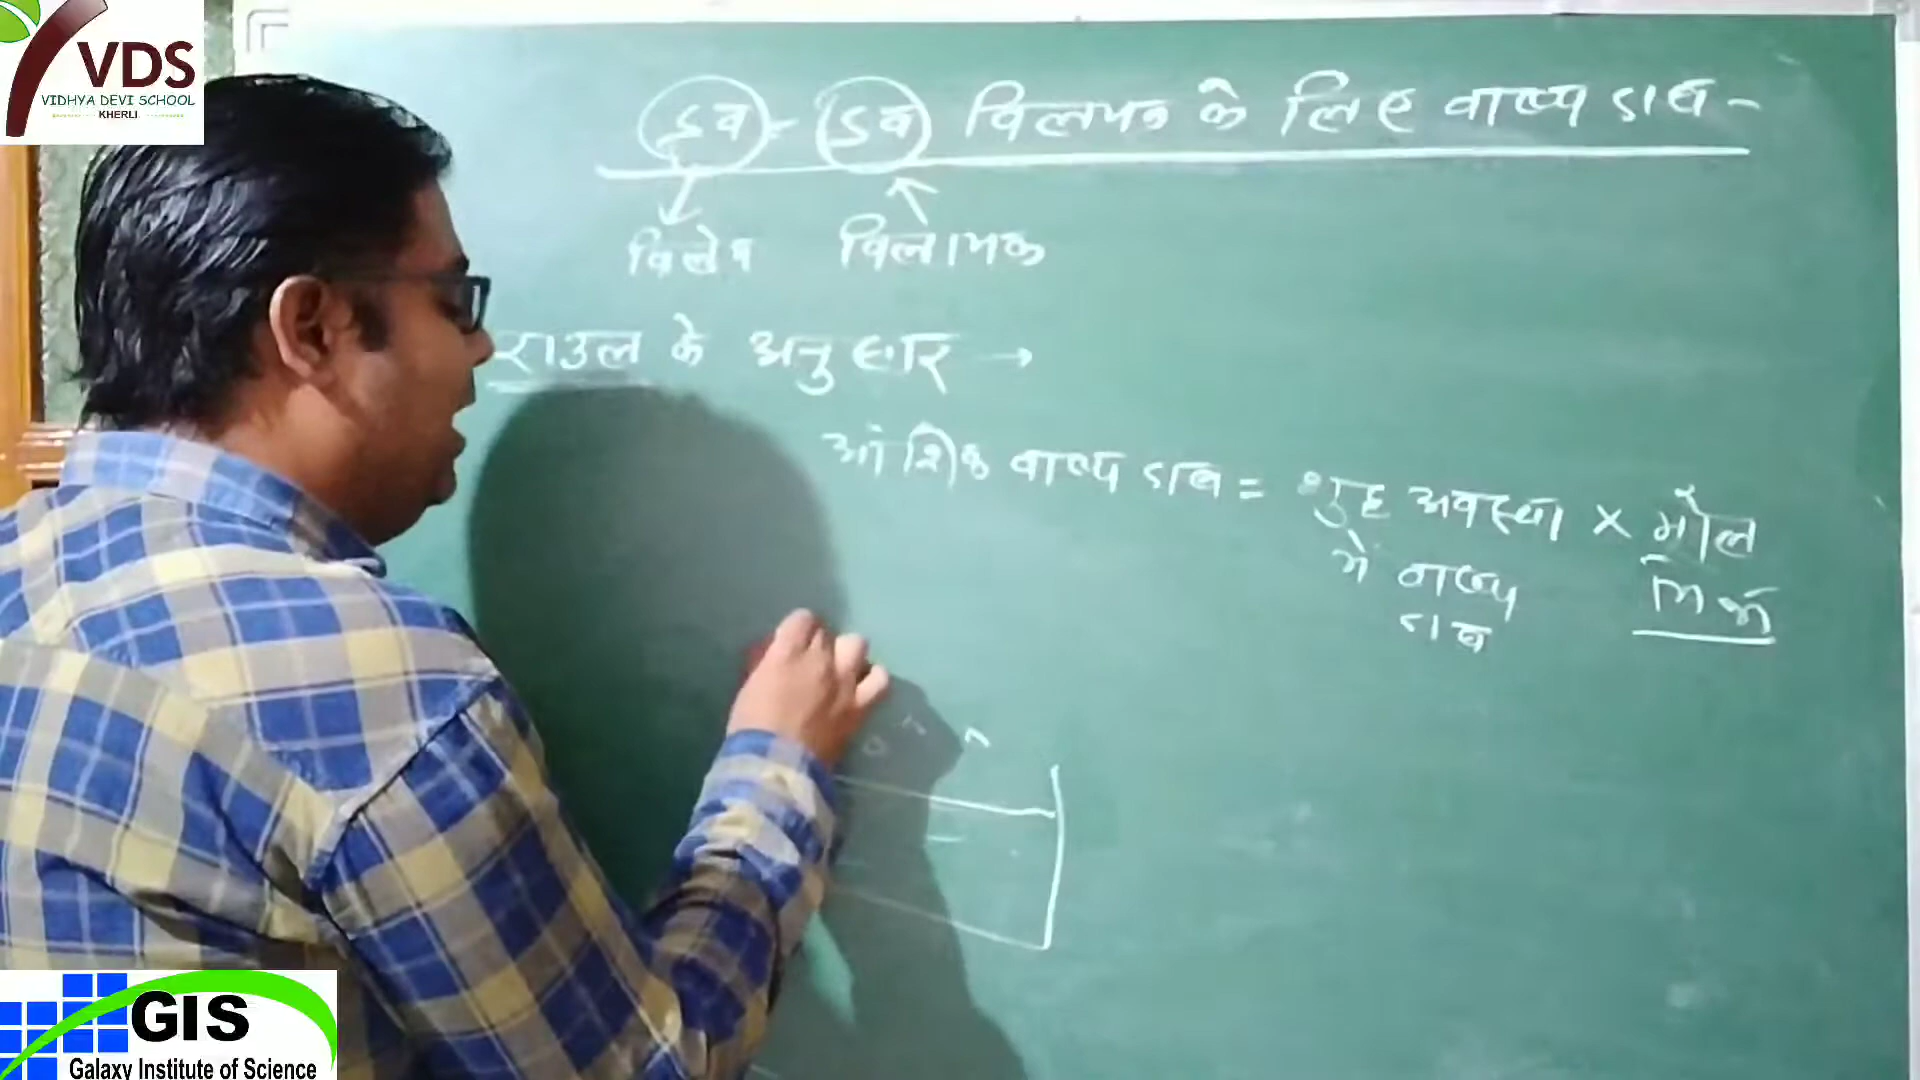 VDS
VIDHYA DEVI SCHOOL
KHERLI
द्रव - द्रव विलयन के लिए वाष्प दाब -
विलेय विलायक
राउल के अनुसार →
आंशिक वाष्प दाब = शुद्ध अवस्था × मोल
में वाष्प भिन्न
दाब
GIS
Galaxy Institute of Science